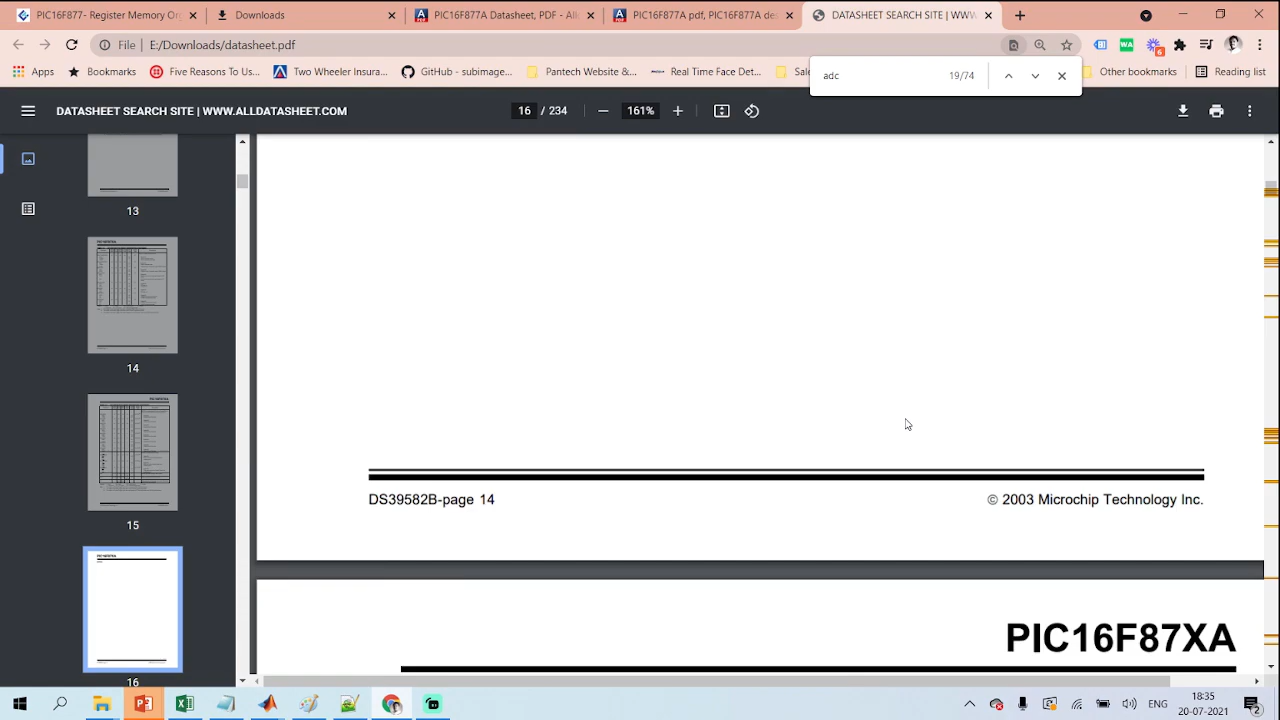 PIC16F877- Register Memory Or
Downloads
PIC16F877A Datasheet, PDF - All
PIC16F877A pdf, PIC16F877A des
DATASHEET SEARCH SITE | WWW
File | E:/Downloads/datasheet.pdf
Apps
Bookmarks
Five Reasons To Us...
Two Wheeler Insura...
GitHub - subimage...
Pantech Website &...
Real Time Face Det...
Sale
Other bookmarks
Reading list
adc 19/74
DATASHEET SEARCH SITE | WWW.ALLDATASHEET.COM
16 / 234
161%
13
14
15
16
DS39582B-page 14
© 2003 Microchip Technology Inc.
PIC16F87XA
ENG
18:35
20-07-2021
2